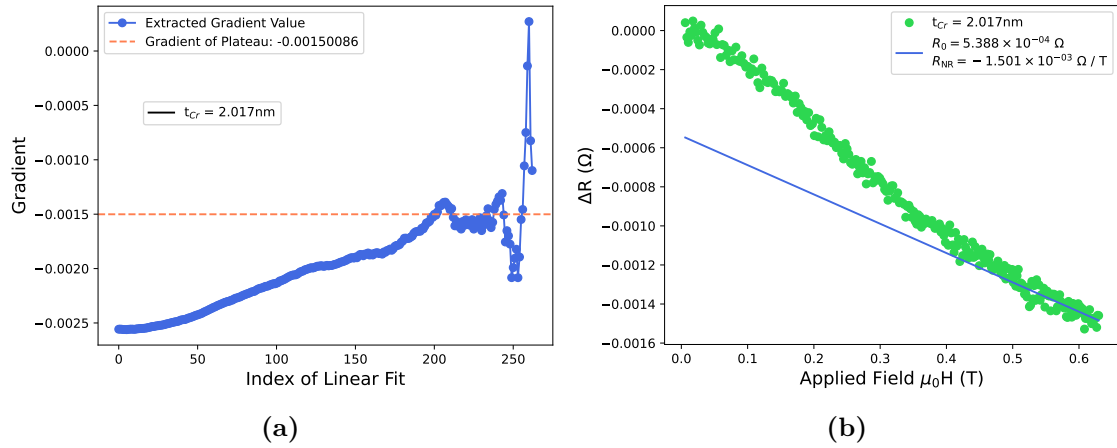 Extracted Gradient Value
Gradient of Plateau: -0.00150086
t_Cr = 2.017nm
Gradient
0.0000
−0.0005
−0.0010
−0.0015
−0.0020
−0.0025
0 50 100 150 200 250
Index of Linear Fit
(a)
t_Cr = 2.017nm
R₀ = 5.388 × 10⁻⁰⁴ Ω
R_NR = − 1.501 × 10⁻⁰³ Ω / T
ΔR (Ω)
0.0000
−0.0002
−0.0004
−0.0006
−0.0008
−0.0010
−0.0012
−0.0014
−0.0016
0.0 0.1 0.2 0.3 0.4 0.5 0.6
Applied Field μ₀H (T)
(b)